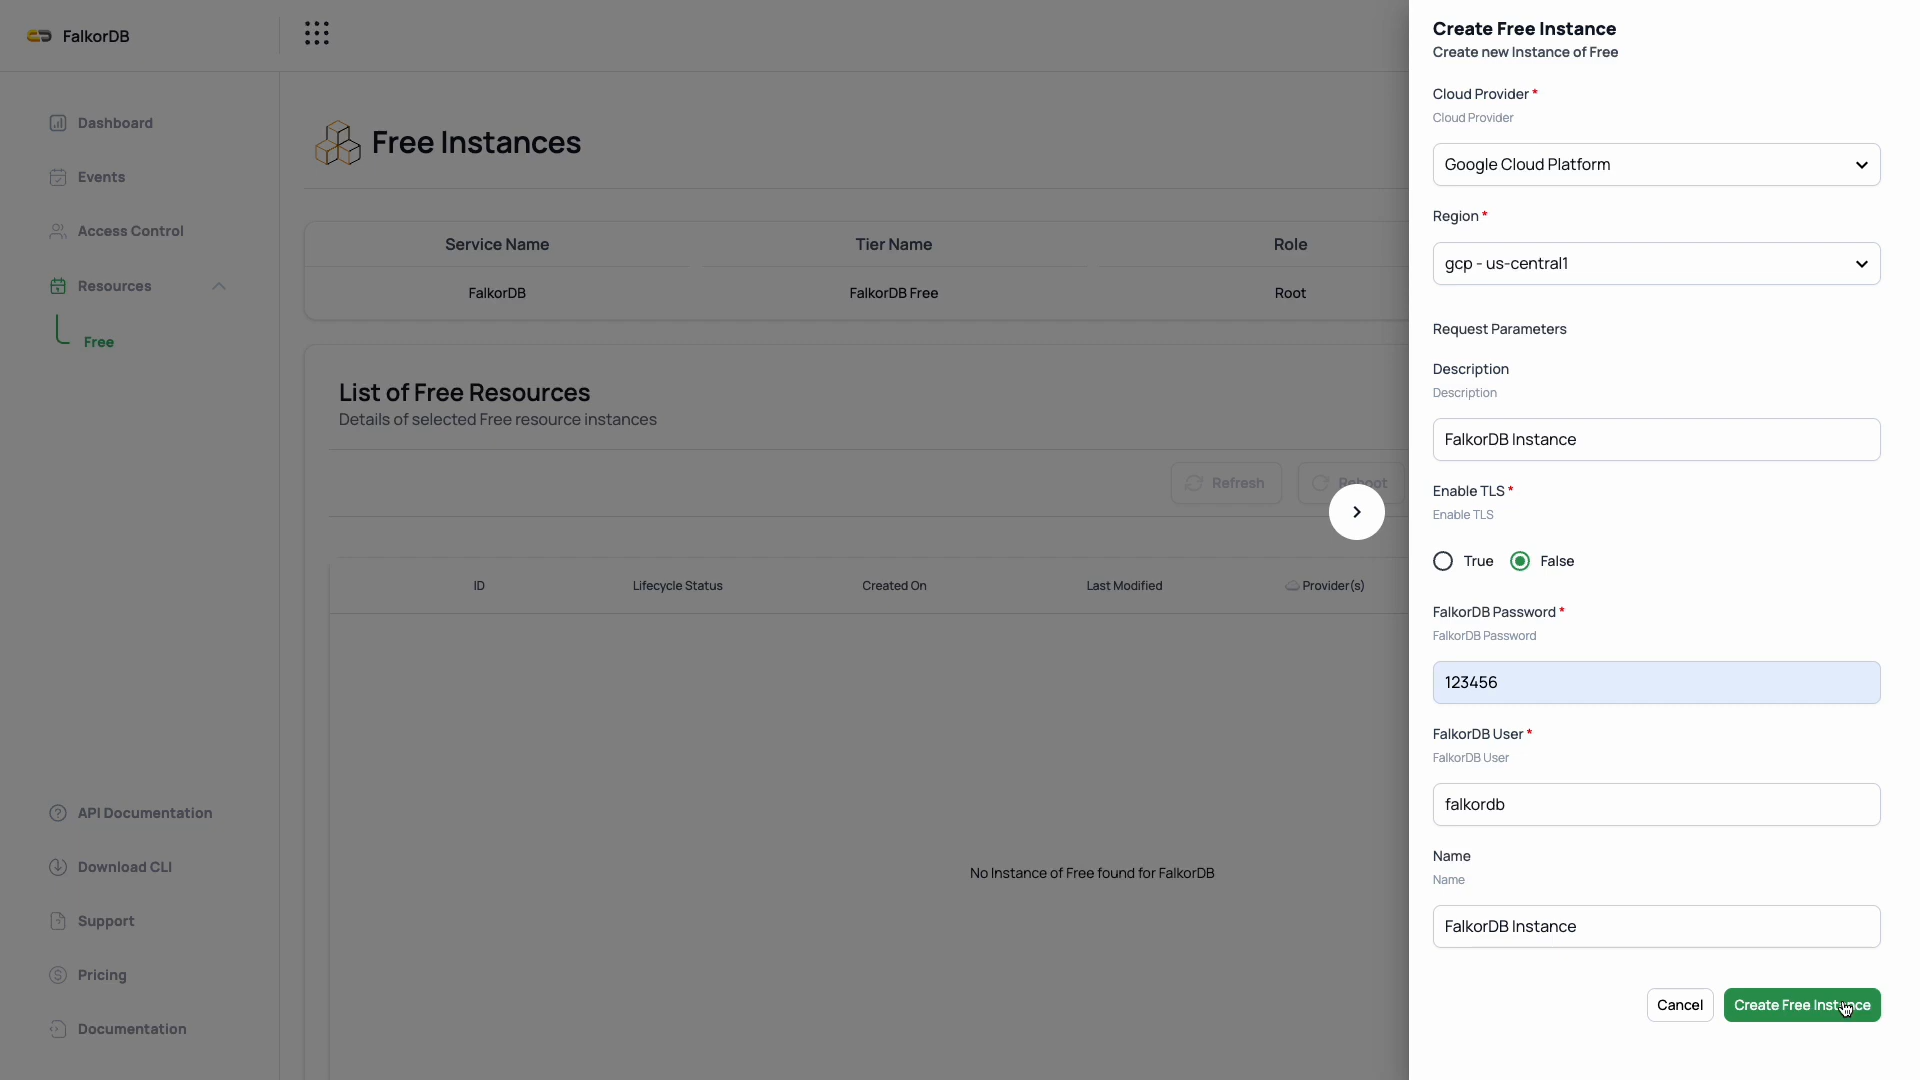 FalkorDB
Dashboard
Events
Access Control
Resources
Free
API Documentation
Download CLI
Support
Pricing
Documentation
Free Instances
Service Name
Tier Name
Role
FalkorDB
FalkorDB Free
Root
List of Free Resources
Details of selected Free resource instances
Refresh
Reboot
ID
Lifecycle Status
Created On
Last Modified
Provider(s)
No Instance of Free found for FalkorDB
Create Free Instance
Create new Instance of Free
Cloud Provider *
Cloud Provider
Google Cloud Platform
Region *
gcp - us-central1
Request Parameters
Description
Description
FalkorDB Instance
Enable TLS *
Enable TLS
True
False
FalkorDB Password *
FalkorDB Password
123456
FalkorDB User *
FalkorDB User
falkordb
Name
Name
FalkorDB Instance
Cancel
Create Free Instance